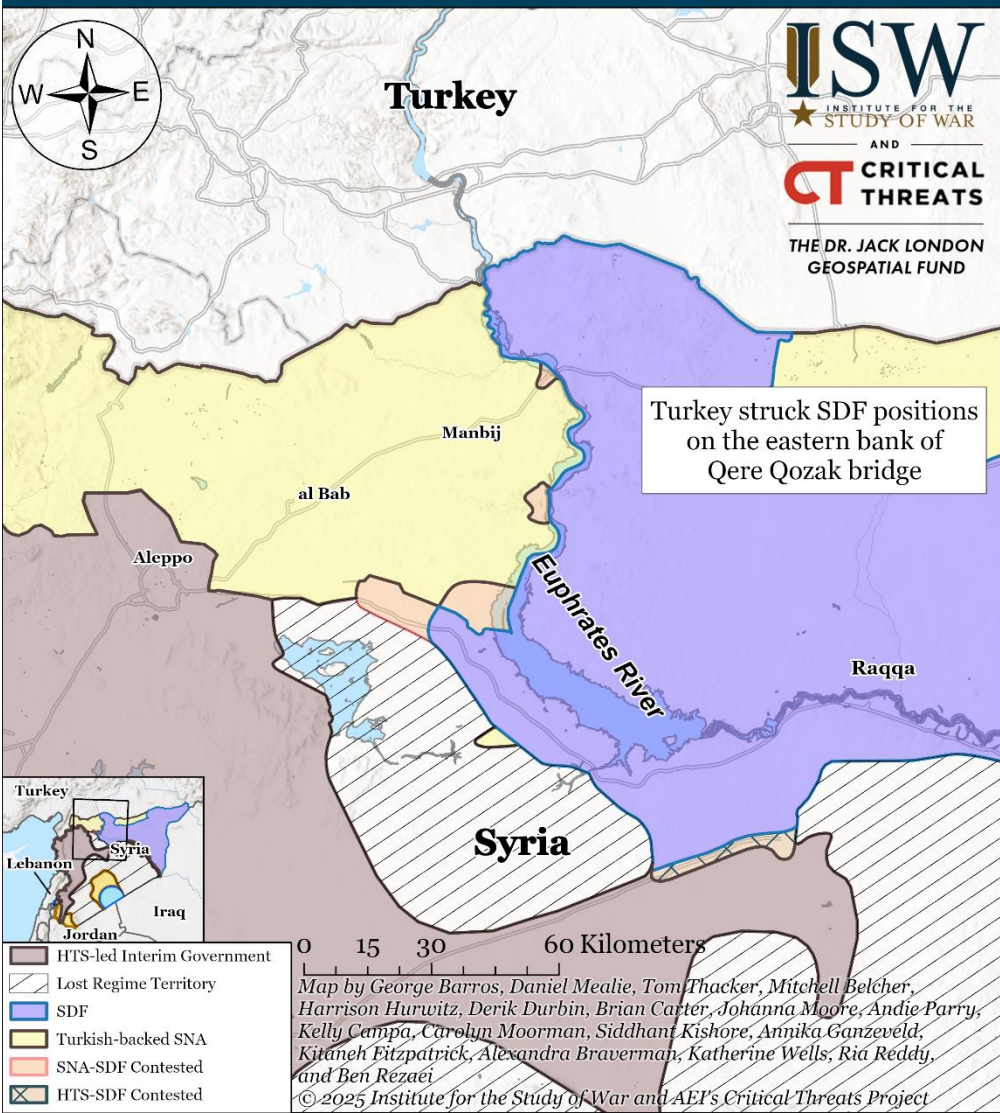 N
W E
S
Turkey
ISW
INSTITUTE FOR THE
STUDY OF WAR
AND
CT CRITICAL
THREATS
THE DR. JACK LONDON
GEOSPATIAL FUND
Turkey struck SDF positions
on the eastern bank of
Qere Qozak bridge
Manbij
al Bab
Aleppo
Euphrates River
Raqqa
Syria
Turkey
Syria
Lebanon
Iraq
Jordan
HTS-led Interim Government
Lost Regime Territory
SDF
Turkish-backed SNA
SNA-SDF Contested
HTS-SDF Contested
0 15 30 60 Kilometers
Map by George Barros, Daniel Mealie, Tom Thacker, Mitchell Belcher,
Harrison Hurwitz, Derik Durbin, Brian Carter, Johanna Moore, Andie Parry,
Kelly Campa, Carolyn Moorman, Siddhant Kishore, Annika Ganzeveld,
Kitaneh Fitzpatrick, Alexandra Braverman, Katherine Wells, Ria Reddy,
and Ben Rezaei
© 2025 Institute for the Study of War and AEI's Critical Threats Project